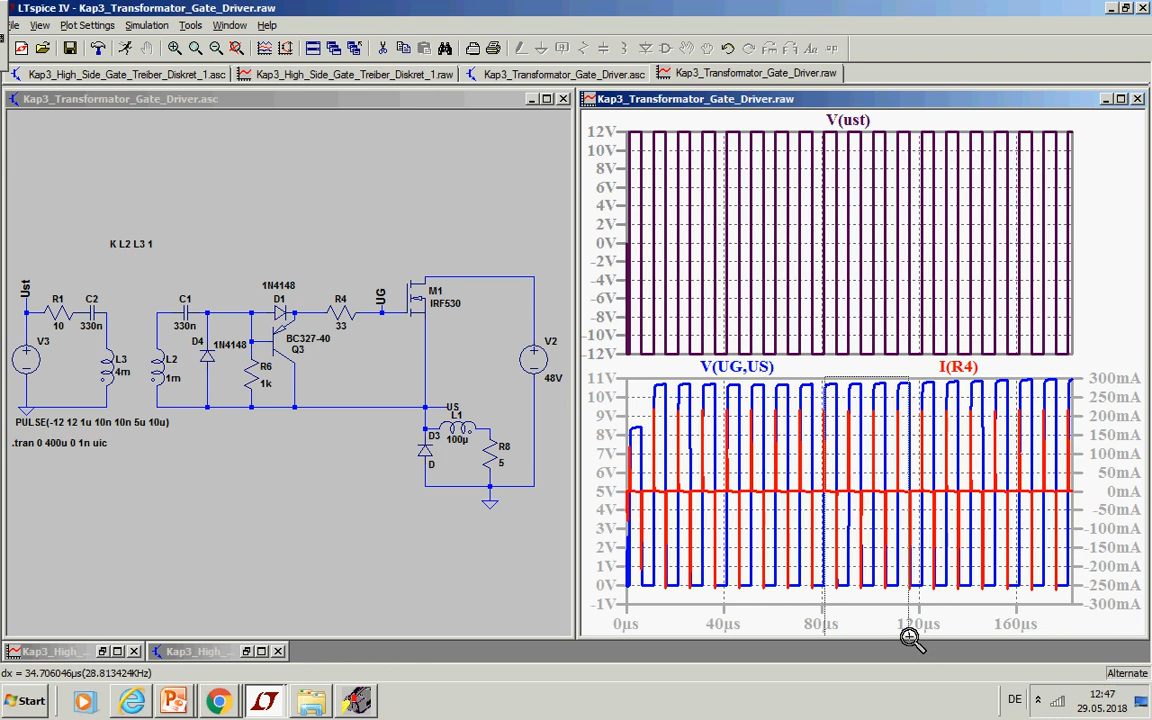 LTspice IV - Kap3_Transformator_Gate_Driver.raw
ile View Plot Settings Simulation Tools Window Help
Kap3_High_Side_Gate_Treiber_Diskret_1.asc Kap3_High_Side_Gate_Treiber_Diskret_1.raw Kap3_Transformator_Gate_Driver.asc Kap3_Transformator_Gate_Driver.raw
Kap3_Transformator_Gate_Driver.asc
K L2 L3 1
Ust
R1
10
C2
330n
C1
330n
1N4148
D1
R4
33
UG
M1
IRF530
V3
L3
4m
L2
1m
D4
1N4148
BC327-40
Q3
R6
1k
V2
48V
PULSE(-12 12 1u 10n 10n 5u 10u)
.tran 0 400u 0 1n uic
US
L1
100µ
D3
D
R8
5
Kap3_Transformator_Gate_Driver.raw
V(ust)
12V
10V
8V
6V
4V
2V
0V
-2V
-4V
-6V
-8V
-10V
-12V
V(UG,US) I(R4)
11V 300mA
10V 250mA
9V 200mA
8V 150mA
7V 100mA
6V 50mA
5V 0mA
4V -50mA
3V -100mA
2V -150mA
1V -200mA
0V -250mA
-1V -300mA
0µs 40µs 80µs 120µs 160µs
Kap3_High_... Kap3_High_...
dx = 34.706046µs(28.813424KHz) Alternate
Start DE 12:47
29.05.2018